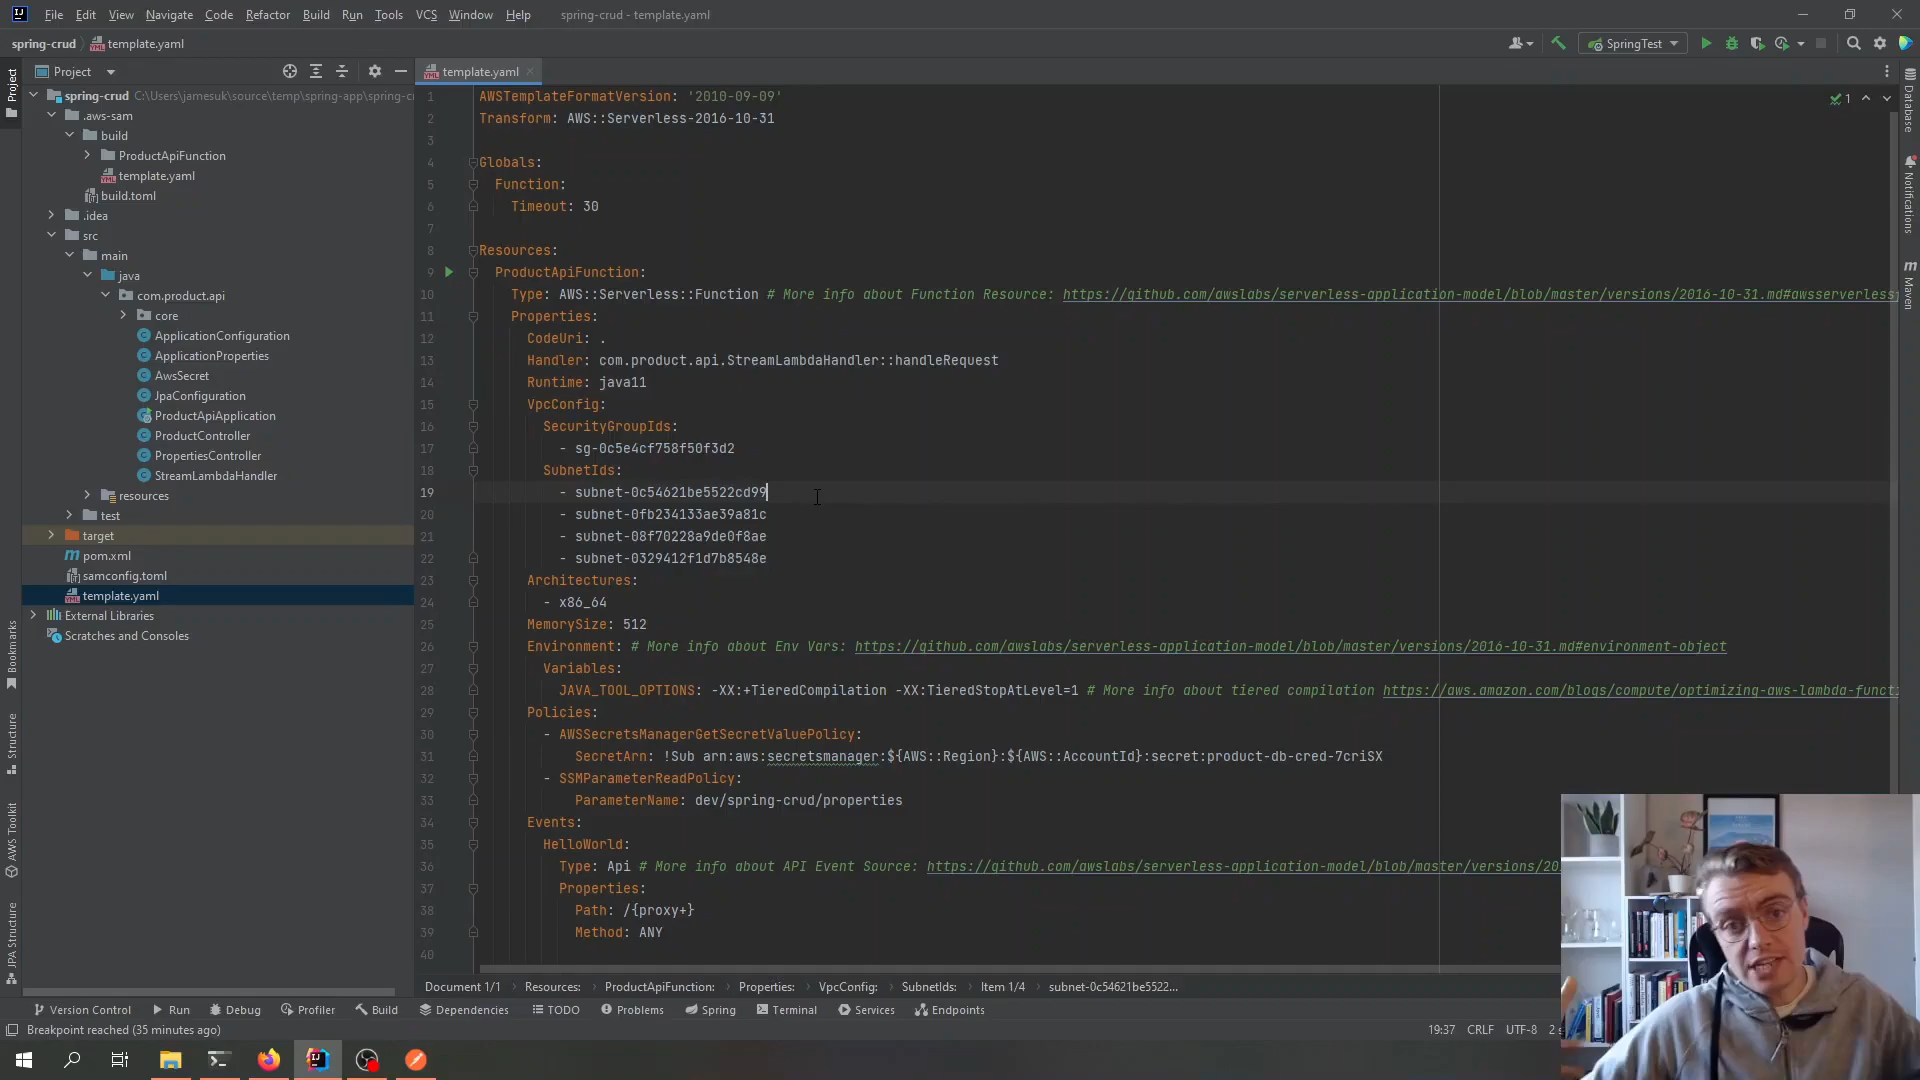 File Edit View Navigate Code Refactor Build Run Tools VCS Window Help spring-crud - template.yaml
spring-crud template.yaml SpringTest
Project template.yaml
spring-crud C:\Users\jamesuk\source\temp\spring-app\spring-cr
.aws-sam
build
ProductApiFunction
template.yaml
build.toml
.idea
src
main
java
com.product.api
core
ApplicationConfiguration
ApplicationProperties
AwsSecret
JpaConfiguration
ProductApiApplication
ProductController
PropertiesController
StreamLambdaHandler
resources
test
target
pom.xml
samconfig.toml
template.yaml
External Libraries
Scratches and Consoles
Project
Bookmarks
Structure
AWS Toolkit
JPA Structure
1 AWSTemplateFormatVersion: '2010-09-09'
2 Transform: AWS::Serverless-2016-10-31
3
4 Globals:
5 Function:
6 Timeout: 30
7
8 Resources:
9 ProductApiFunction:
10 Type: AWS::Serverless::Function # More info about Function Resource: https://github.com/awslabs/serverless-application-model/blob/master/versions/2016-10-31.md#awsserverless
11 Properties:
12 CodeUri: .
13 Handler: com.product.api.StreamLambdaHandler::handleRequest
14 Runtime: java11
15 VpcConfig:
16 SecurityGroupIds:
17 - sg-0c5e4cf758f50f3d2
18 SubnetIds:
19 - subnet-0c54621be5522cd99
20 - subnet-0fb234133ae39a81c
21 - subnet-08f70228a9de0f8ae
22 - subnet-0329412f1d7b8548e
23 Architectures:
24 - x86_64
25 MemorySize: 512
26 Environment: # More info about Env Vars: https://github.com/awslabs/serverless-application-model/blob/master/versions/2016-10-31.md#environment-object
27 Variables:
28 JAVA_TOOL_OPTIONS: -XX:+TieredCompilation -XX:TieredStopAtLevel=1 # More info about tiered compilation https://aws.amazon.com/blogs/compute/optimizing-aws-lambda-functi
29 Policies:
30 - AWSSecretsManagerGetSecretValuePolicy:
31 SecretArn: !Sub arn:aws:secretsmanager:${AWS::Region}:${AWS::AccountId}:secret:product-db-cred-7criSX
32 - SSMParameterReadPolicy:
33 ParameterName: dev/spring-crud/properties
34 Events:
35 HelloWorld:
36 Type: Api # More info about API Event Source: https://github.com/awslabs/serverless-application-model/blob/master/versions/20
37 Properties:
38 Path: /{proxy+}
39 Method: ANY
40
1
Database
Notifications
Maven
Document 1/1 Resources: ProductApiFunction: Properties: VpcConfig: SubnetIds: Item 1/4 subnet-0c54621be5522...
Version Control Run Debug Profiler Build Dependencies TODO Problems Spring Terminal Services Endpoints
Breakpoint reached (35 minutes ago) 19:37 CRLF UTF-8 2 s